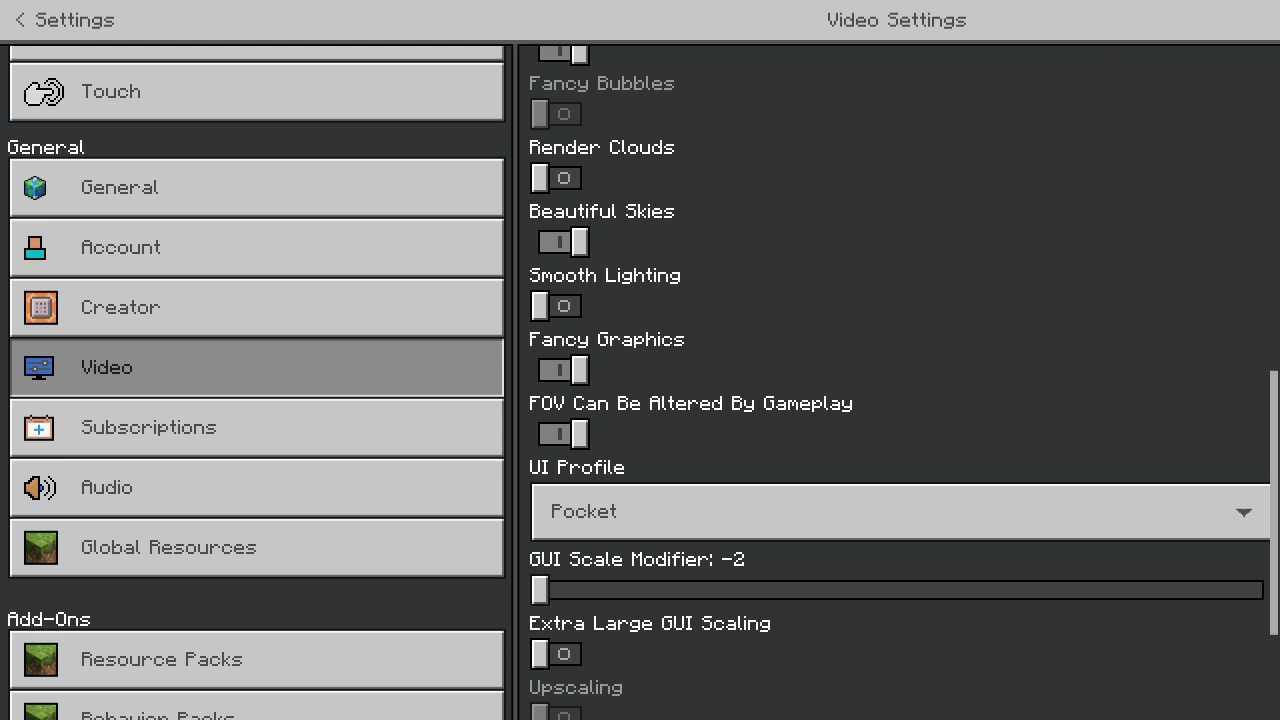 Settings
Video Settings
Touch
General
General
Account
Creator
Video
Subscriptions
Audio
Global Resources
Add-Ons
Resource Packs
Behavior Packs
Fancy Bubbles
Render Clouds
Beautiful Skies
Smooth Lighting
Fancy Graphics
FOV Can Be Altered By Gameplay
UI Profile
Pocket
GUI Scale Modifier: -2
Extra Large GUI Scaling
Upscaling